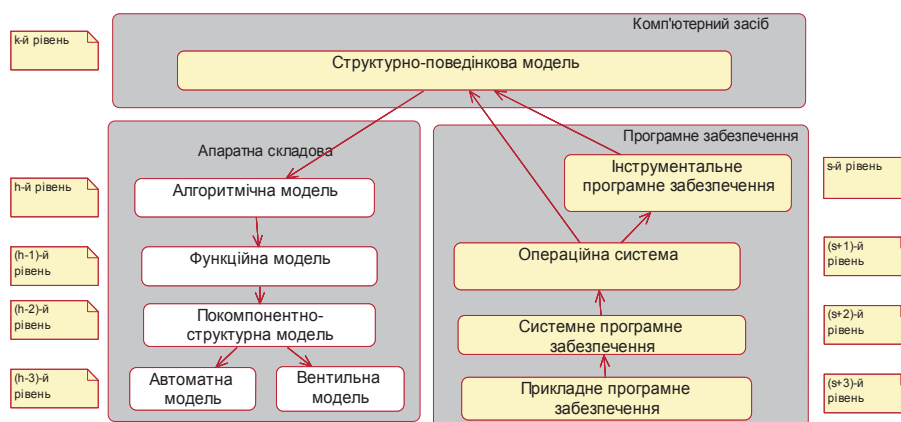 Комп'ютерний засіб
k-й рівень
Структурно-поведінкова модель
Апаратна складова
Програмне забезпечення
h-й рівень
Алгоритмічна модель
Інструментальне
програмне забезпечення
s-й рівень
(h-1)-й
рівень
Функційна модель
Операційна система
(s+1)-й
рівень
(h-2)-й
рівень
Покомпонентно-
структурна модель
Системне програмне
забезпечення
(s+2)-й
рівень
(h-3)-й
рівень
Автоматна
модель
Вентильна
модель
Прикладне програмне
забезпечення
(s+3)-й
рівень